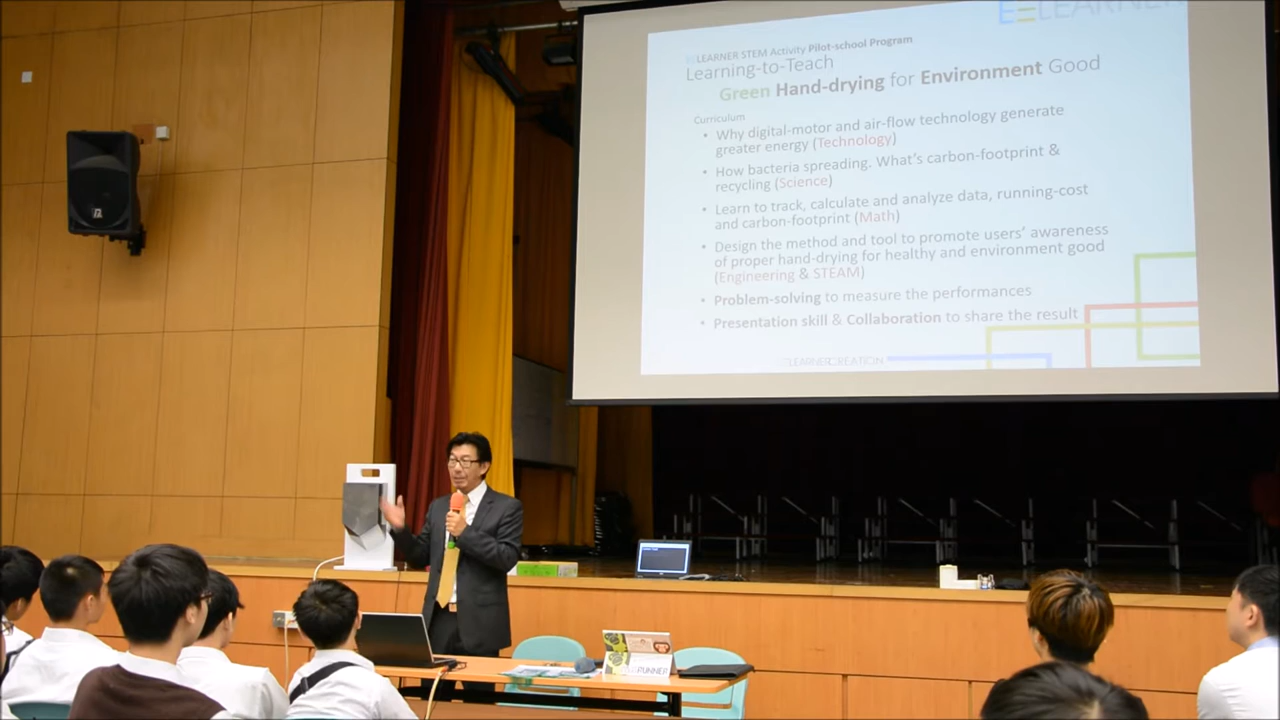 ELEARNER
ELEARNER STEM Activity Pilot-school Program
Learning-to-Teach
Green Hand-drying for Environment Good
Curriculum
• Why digital-motor and air-flow technology generate
greater energy (Technology)
• How bacteria spreading. What's carbon-footprint &
recycling (Science)
• Learn to track, calculate and analyze data, running-cost
and carbon-footprint (Math)
• Design the method and tool to promote users' awareness
of proper hand-drying for healthy and environment good
(Engineering & STEAM)
• Problem-solving to measure the performances
• Presentation skill & Collaboration to share the result